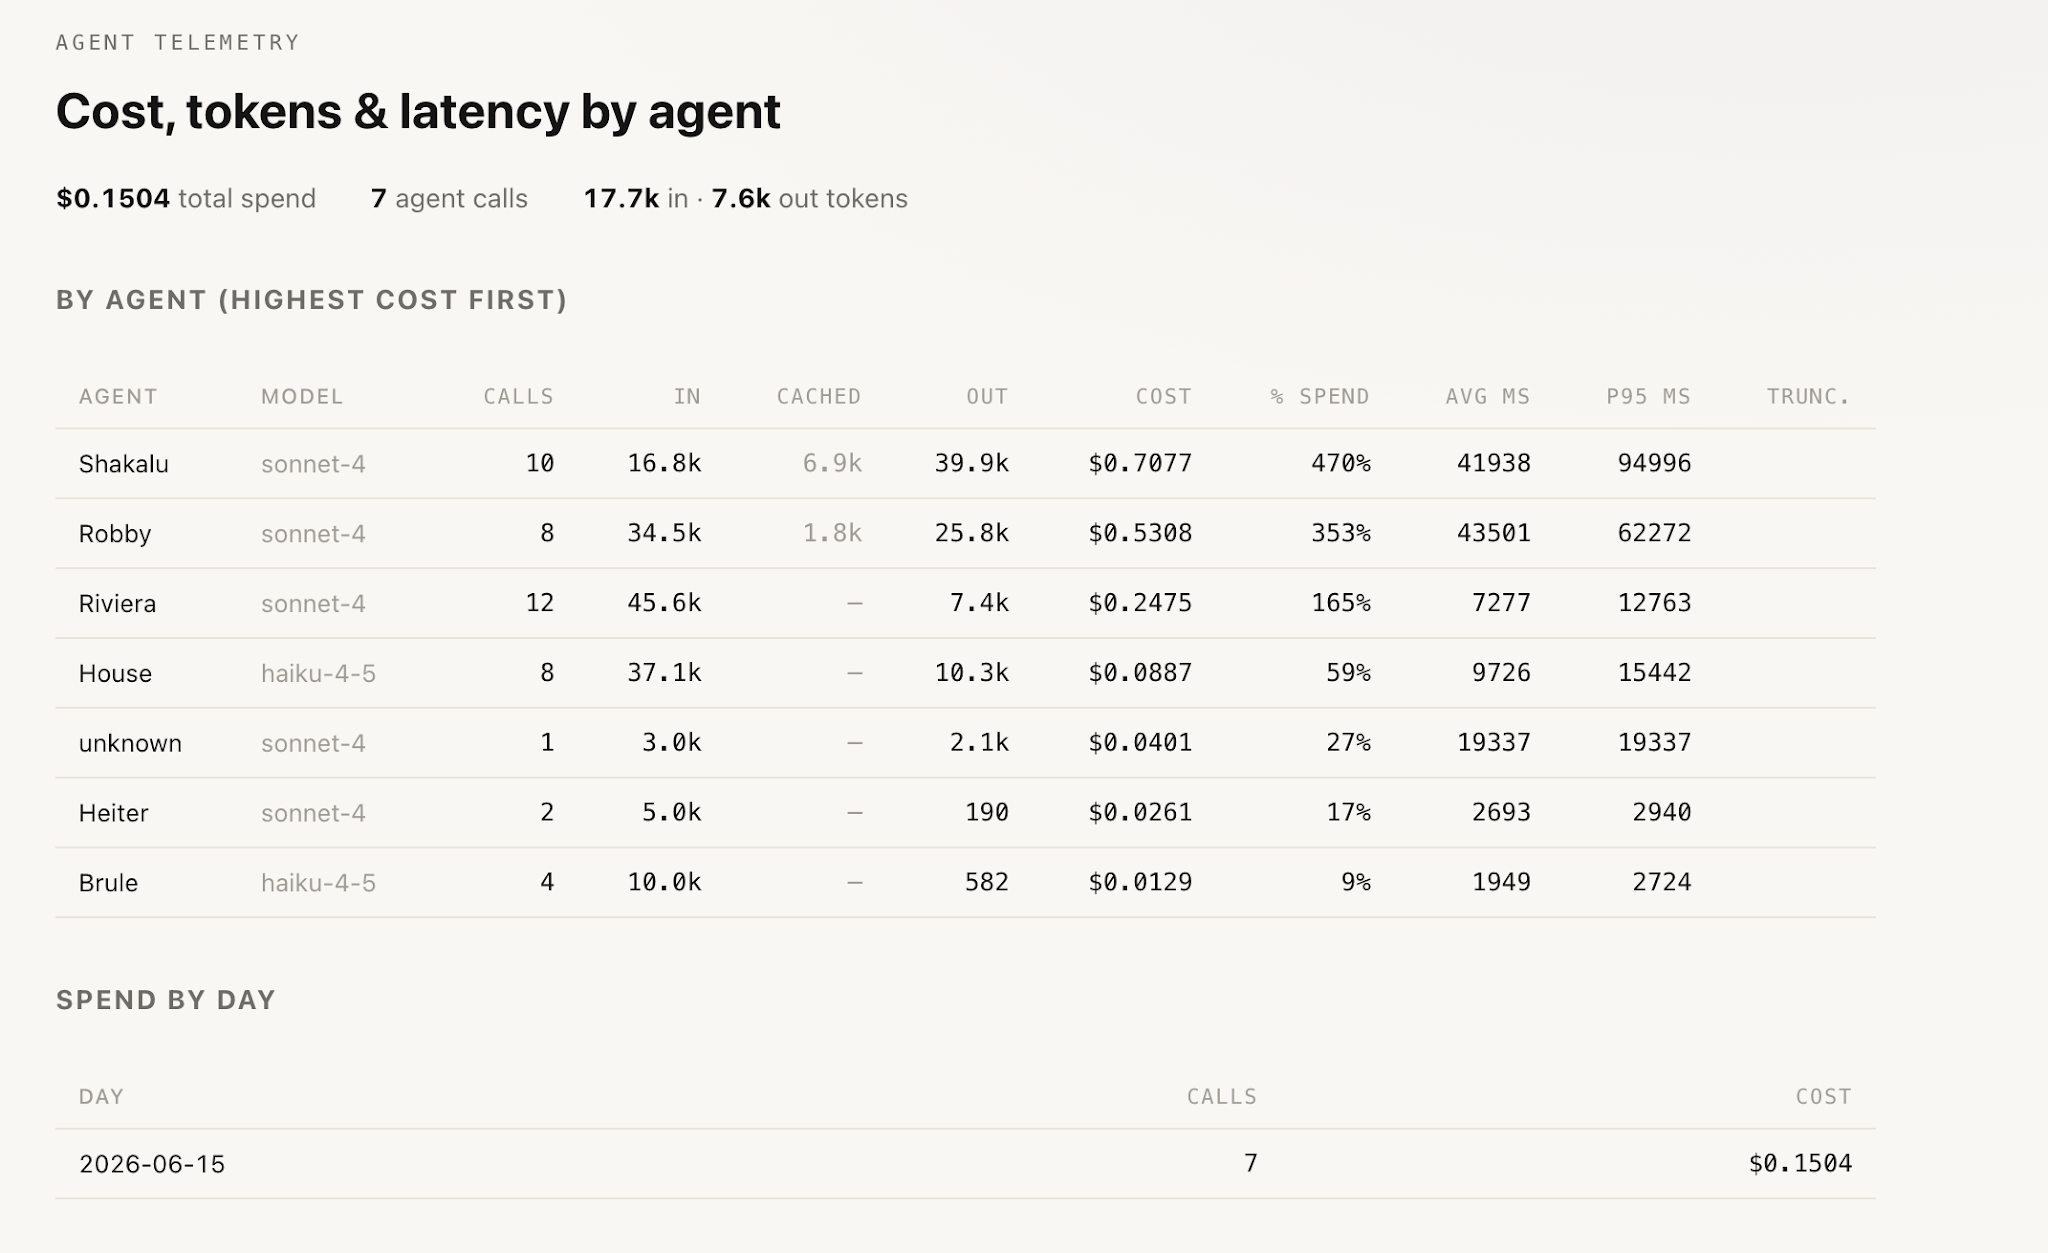 AGENT TELEMETRY
Cost, tokens & latency by agent
$0.1504 total spend 7 agent calls 17.7k in · 7.6k out tokens
BY AGENT (HIGHEST COST FIRST)
AGENT MODEL CALLS IN CACHED OUT COST % SPEND AVG MS P95 MS TRUNC.
Shakalu sonnet-4 10 16.8k 6.9k 39.9k $0.7077 470% 41938 94996
Robby sonnet-4 8 34.5k 1.8k 25.8k $0.5308 353% 43501 62272
Riviera sonnet-4 12 45.6k — 7.4k $0.2475 165% 7277 12763
House haiku-4-5 8 37.1k — 10.3k $0.0887 59% 9726 15442
unknown sonnet-4 1 3.0k — 2.1k $0.0401 27% 19337 19337
Heiter sonnet-4 2 5.0k — 190 $0.0261 17% 2693 2940
Brule haiku-4-5 4 10.0k — 582 $0.0129 9% 1949 2724
SPEND BY DAY
DAY CALLS COST
2026-06-15 7 $0.1504